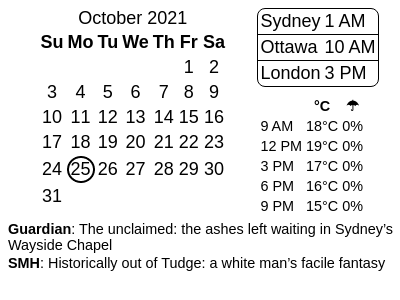 October 2021
Su Mo Tu We Th Fr Sa
1 2
3 4 5 6 7 8 9
10 11 12 13 14 15 16
17 18 19 20 21 22 23
24 25 26 27 28 29 30
31
Sydney 1 AM
Ottawa 10 AM
London 3 PM
°C ☂
9 AM 18°C 0%
12 PM 19°C 0%
3 PM 17°C 0%
6 PM 16°C 0%
9 PM 15°C 0%
Guardian: The unclaimed: the ashes left waiting in Sydney’s
Wayside Chapel
SMH: Historically out of Tudge: a white man’s facile fantasy